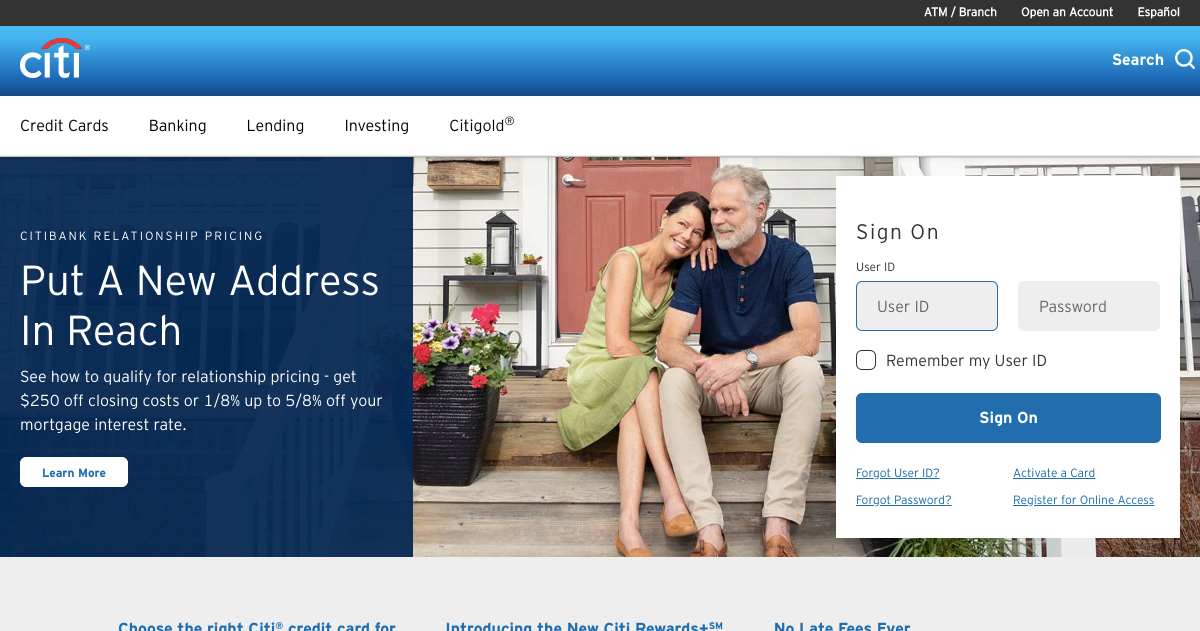 ATM / Branch Open an Account Español
citi®
Search
Credit Cards Banking Lending Investing Citigold®
CITIBANK RELATIONSHIP PRICING
Put A New Address
In Reach
See how to qualify for relationship pricing - get
$250 off closing costs or 1/8% up to 5/8% off your
mortgage interest rate.
Learn More
Sign On
User ID
User ID Password
Remember my User ID
Sign On
Forgot User ID? Activate a Card
Forgot Password? Register for Online Access
Choose the right Citi® credit card for Introducing the New Citi Rewards+℠ No Late Fees Ever